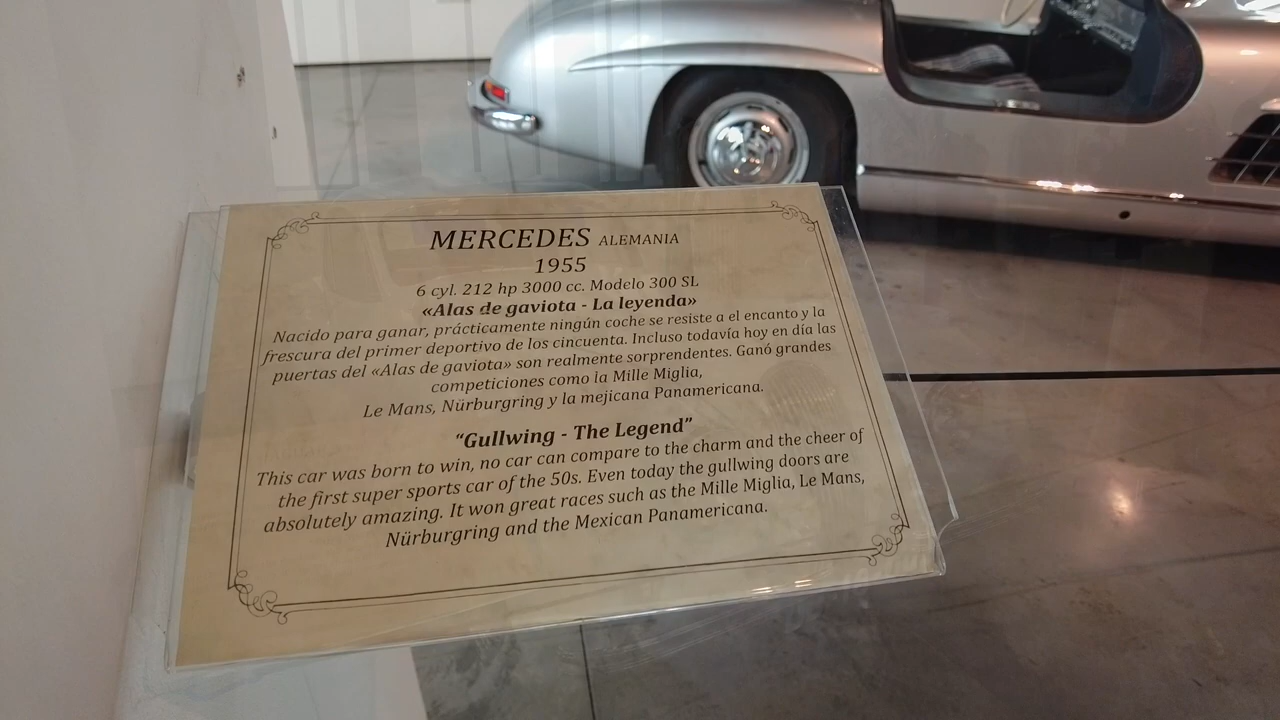 MERCEDES ALEMANIA
1955
6 cyl. 212 hp 3000 cc. Modelo 300 SL
«Alas de gaviota - La leyenda»
Nacido para ganar, prácticamente ningún coche se resiste a el encanto y la
frescura del primer deportivo de los cincuenta. Incluso todavía hoy en día las
puertas del «Alas de gaviota» son realmente sorprendentes. Ganó grandes
competiciones como la Mille Miglia,
Le Mans, Nürburgring y la mejicana Panamericana.
“Gullwing - The Legend”
This car was born to win, no car can compare to the charm and the cheer of
the first super sports car of the 50s. Even today the gullwing doors are
absolutely amazing. It won great races such as the Mille Miglia, Le Mans,
Nürburgring and the Mexican Panamericana.